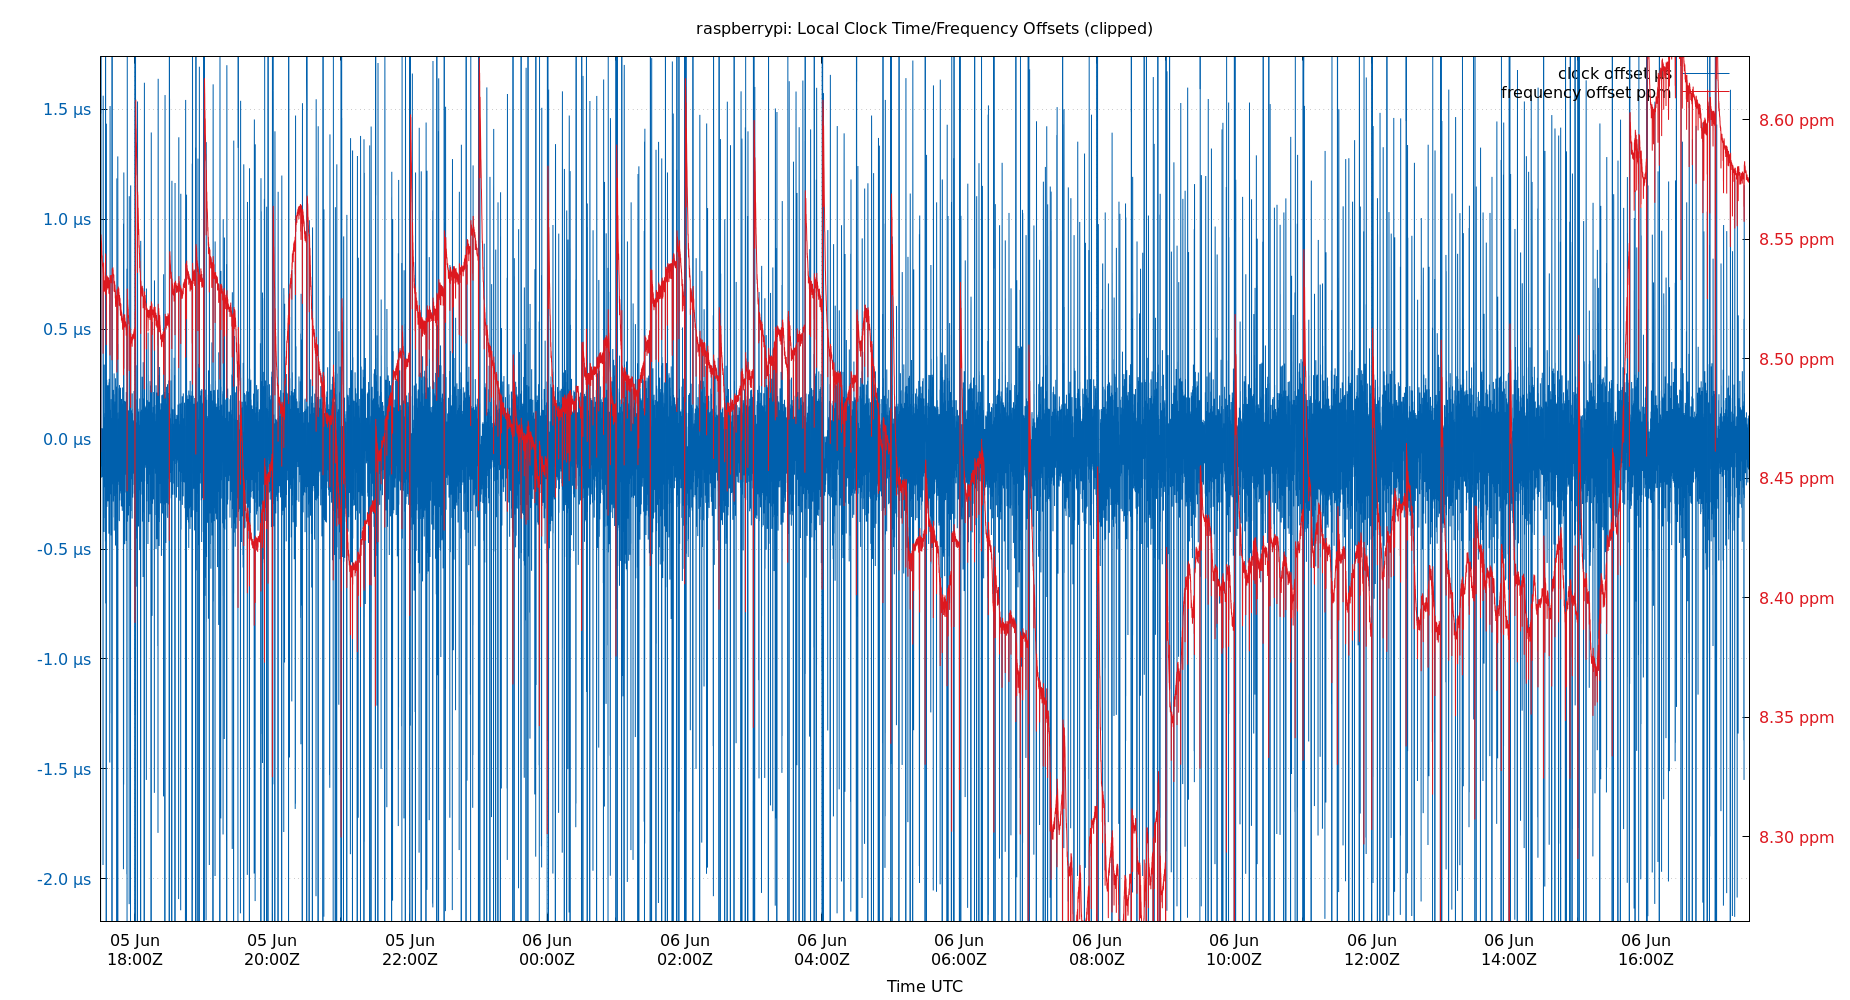 raspberrypi: Local Clock Time/Frequency Offsets (clipped)
clock offset µs
frequency offset ppm
1.5 µs
1.0 µs
0.5 µs
0.0 µs
-0.5 µs
-1.0 µs
-1.5 µs
-2.0 µs
8.60 ppm
8.55 ppm
8.50 ppm
8.45 ppm
8.40 ppm
8.35 ppm
8.30 ppm
05 Jun 05 Jun 05 Jun 06 Jun 06 Jun 06 Jun 06 Jun 06 Jun 06 Jun 06 Jun 06 Jun 06 Jun
18:00Z 20:00Z 22:00Z 00:00Z 02:00Z 04:00Z 06:00Z 08:00Z 10:00Z 12:00Z 14:00Z 16:00Z
Time UTC